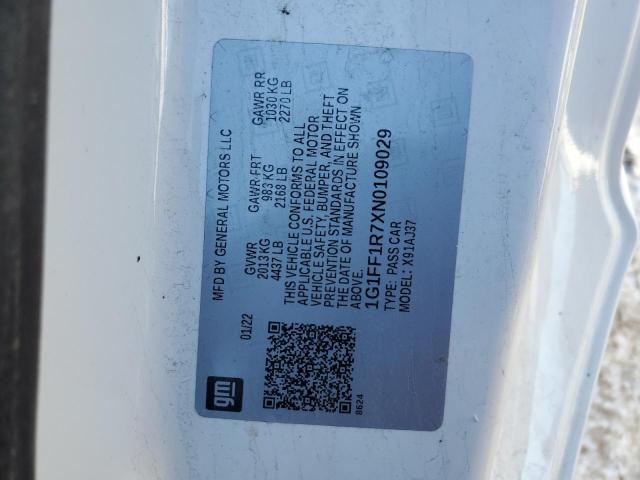 gm
01/22
MFD BY GENERAL MOTORS LLC
GVWR GAWR FRT GAWR RR
2013 KG 983 KG 1030 KG
4437 LB 2168 LB 2270 LB
THIS VEHICLE CONFORMS TO ALL
APPLICABLE U.S. FEDERAL MOTOR
VEHICLE SAFETY, BUMPER, AND THEFT
PREVENTION STANDARDS IN EFFECT ON
THE DATE OF MANUFACTURE SHOWN
ABOVE.
1G1FF1R7XN0109029
TYPE: PASS CAR
MODEL: X91AJ37
8624